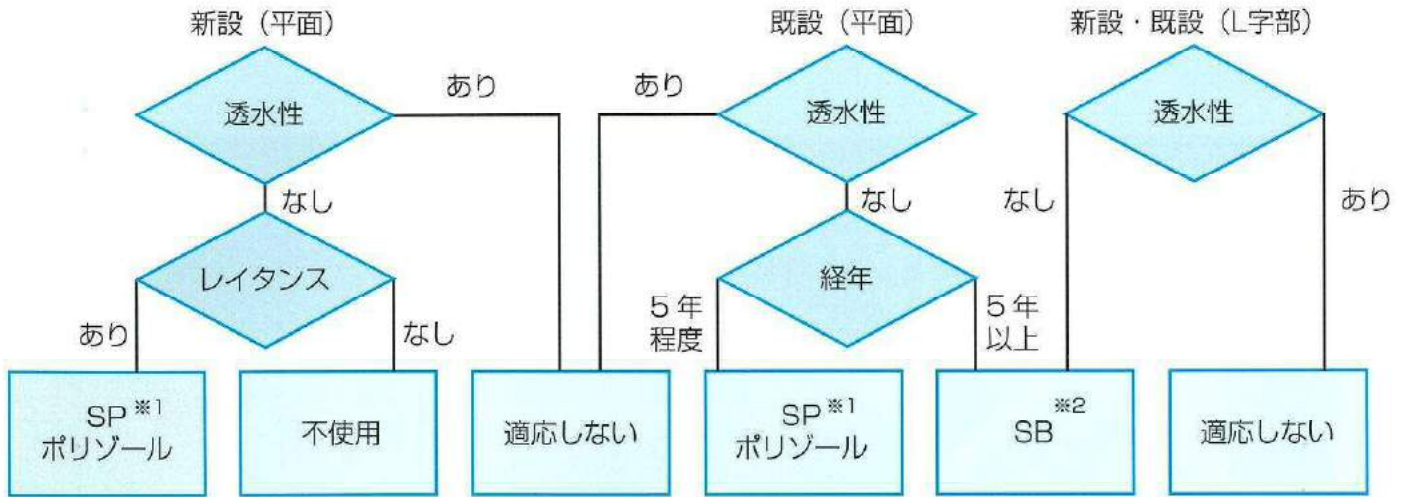 新設（平面）
既設（平面）
新設・既設（L字部）
あり
あり
透水性
透水性
透水性
なし
なし
なし
あり
レイタンス
経年
あり
なし
5年
程度
5年
以上
SP※1
ポリゾール
不使用
適応しない
SP※1
ポリゾール
SB※2
適応しない